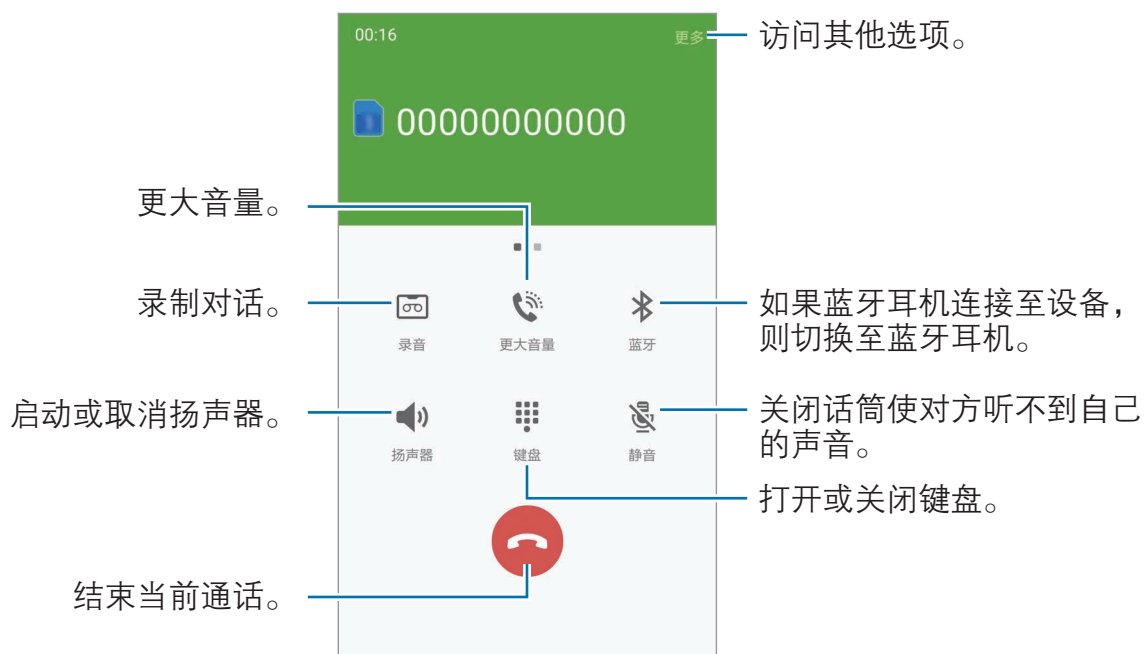 00:16
更多
访问其他选项。
1
00000000000
更大音量。
录制对话。
录音
更大音量
蓝牙
如果蓝牙耳机连接至设备，
则切换至蓝牙耳机。
启动或取消扬声器。
扬声器
键盘
静音
关闭话筒使对方听不到自己
的声音。
打开或关闭键盘。
结束当前通话。